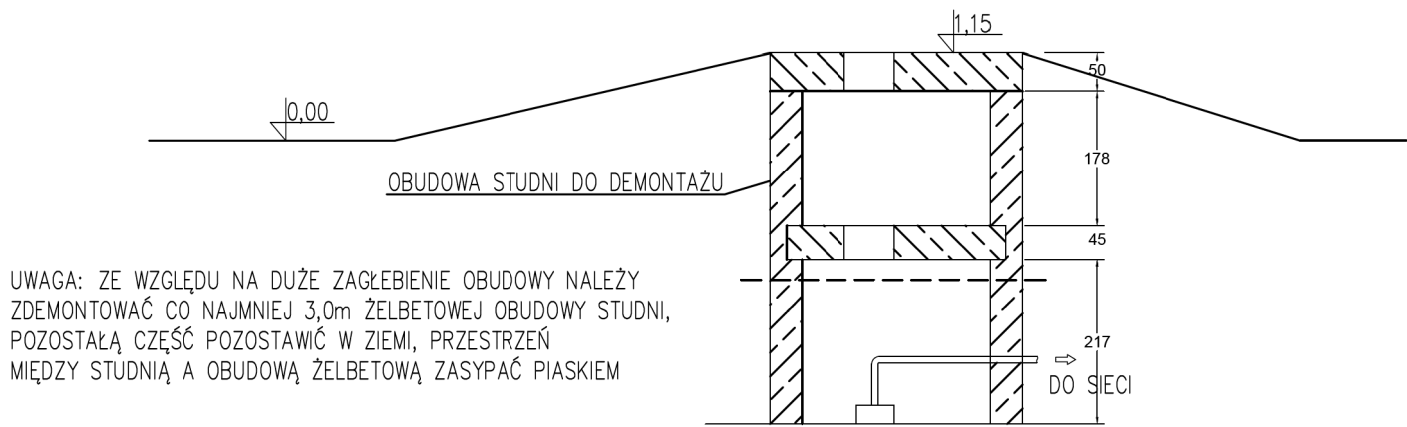 1,15
50
0,00
178
OBUDOWA STUDNI DO DEMONTAŻU
45
UWAGA: ZE WZGLĘDU NA DUŻE ZAGŁEBIENIE OBUDOWY NALEŻY
ZDEMONTOWAĆ CO NAJMNIEJ 3,0m ŻELBETOWEJ OBUDOWY STUDNI,
POZOSTAŁĄ CZĘŚĆ POZOSTAWIĆ W ZIEMI, PRZESTRZEŃ
MIĘDZY STUDNIĄ A OBUDOWĄ ŻELBETOWĄ ZASYPAĆ PIASKIEM
217
DO SIECI